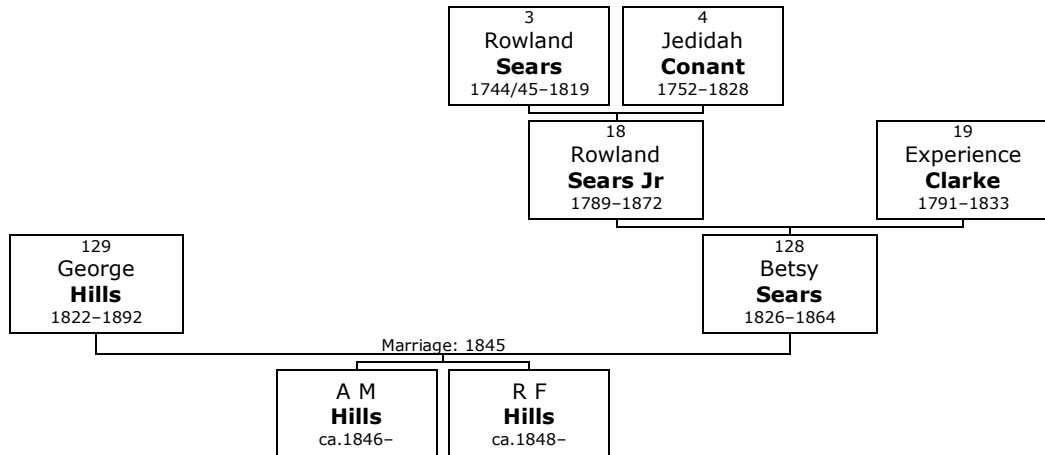 3
Rowland
Sears
1744/45–1819
4
Jedidah
Conant
1752–1828
18
Rowland
Sears Jr
1789–1872
19
Experience
Clarke
1791–1833
129
George
Hills
1822–1892
128
Betsy
Sears
1826–1864
Marriage: 1845
A M
Hills
ca.1846–
R F
Hills
ca.1848–